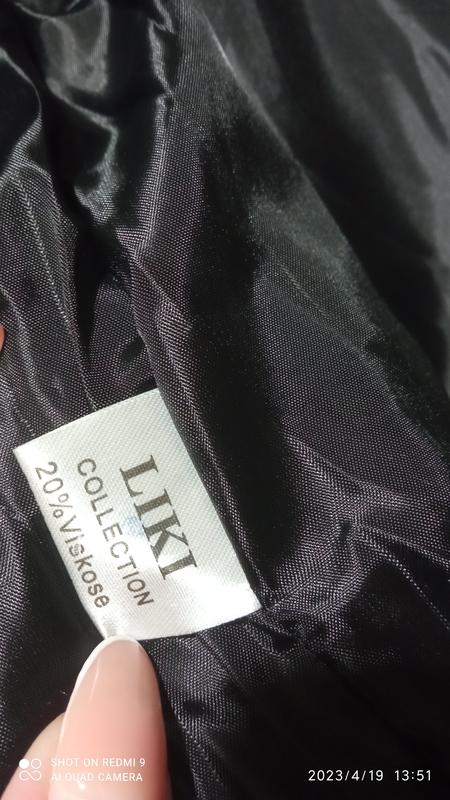 LIKI
COLLECTION
20%Viskose
SHOT ON REDMI 9
AI QUAD CAMERA
2023/4/19 13:51